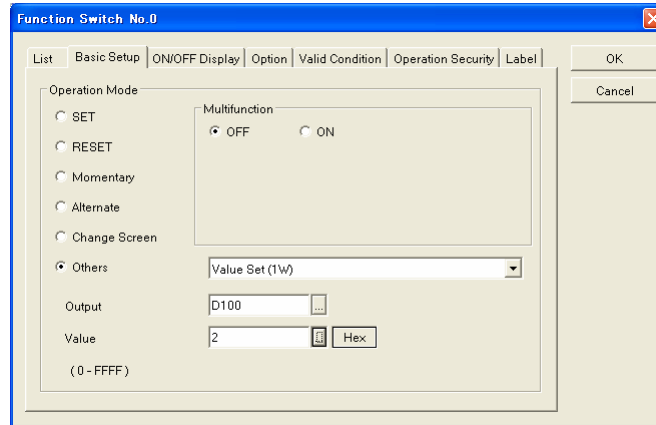 Function Switch No.0
List Basic Setup ON/OFF Display Option Valid Condition Operation Security Label
OK
Cancel
Operation Mode
SET
RESET
Momentary
Alternate
Change Screen
Others
Multifunction
OFF ON
Value Set (1W)
Output D100 ...
Value 2 Hex
( 0 - FFFF )